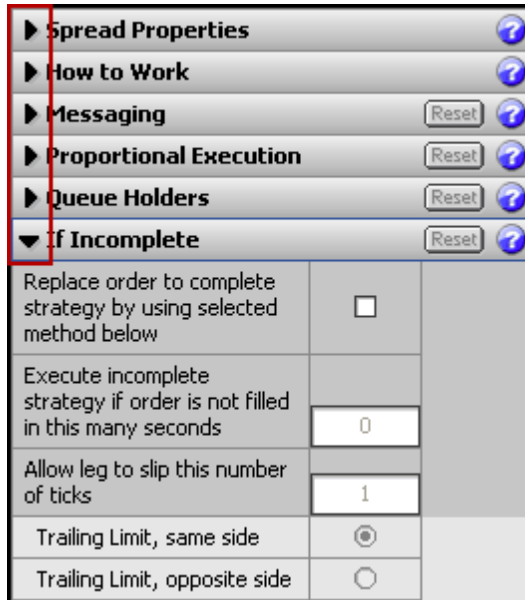 Spread Properties ?
How to Work ?
Messaging Reset ?
Proportional Execution Reset ?
Queue Holders Reset ?
If Incomplete Reset ?
Replace order to complete
strategy by using selected
method below
Execute incomplete
strategy if order is not filled
in this many seconds
0
Allow leg to slip this number
of ticks
1
Trailing Limit, same side
Trailing Limit, opposite side